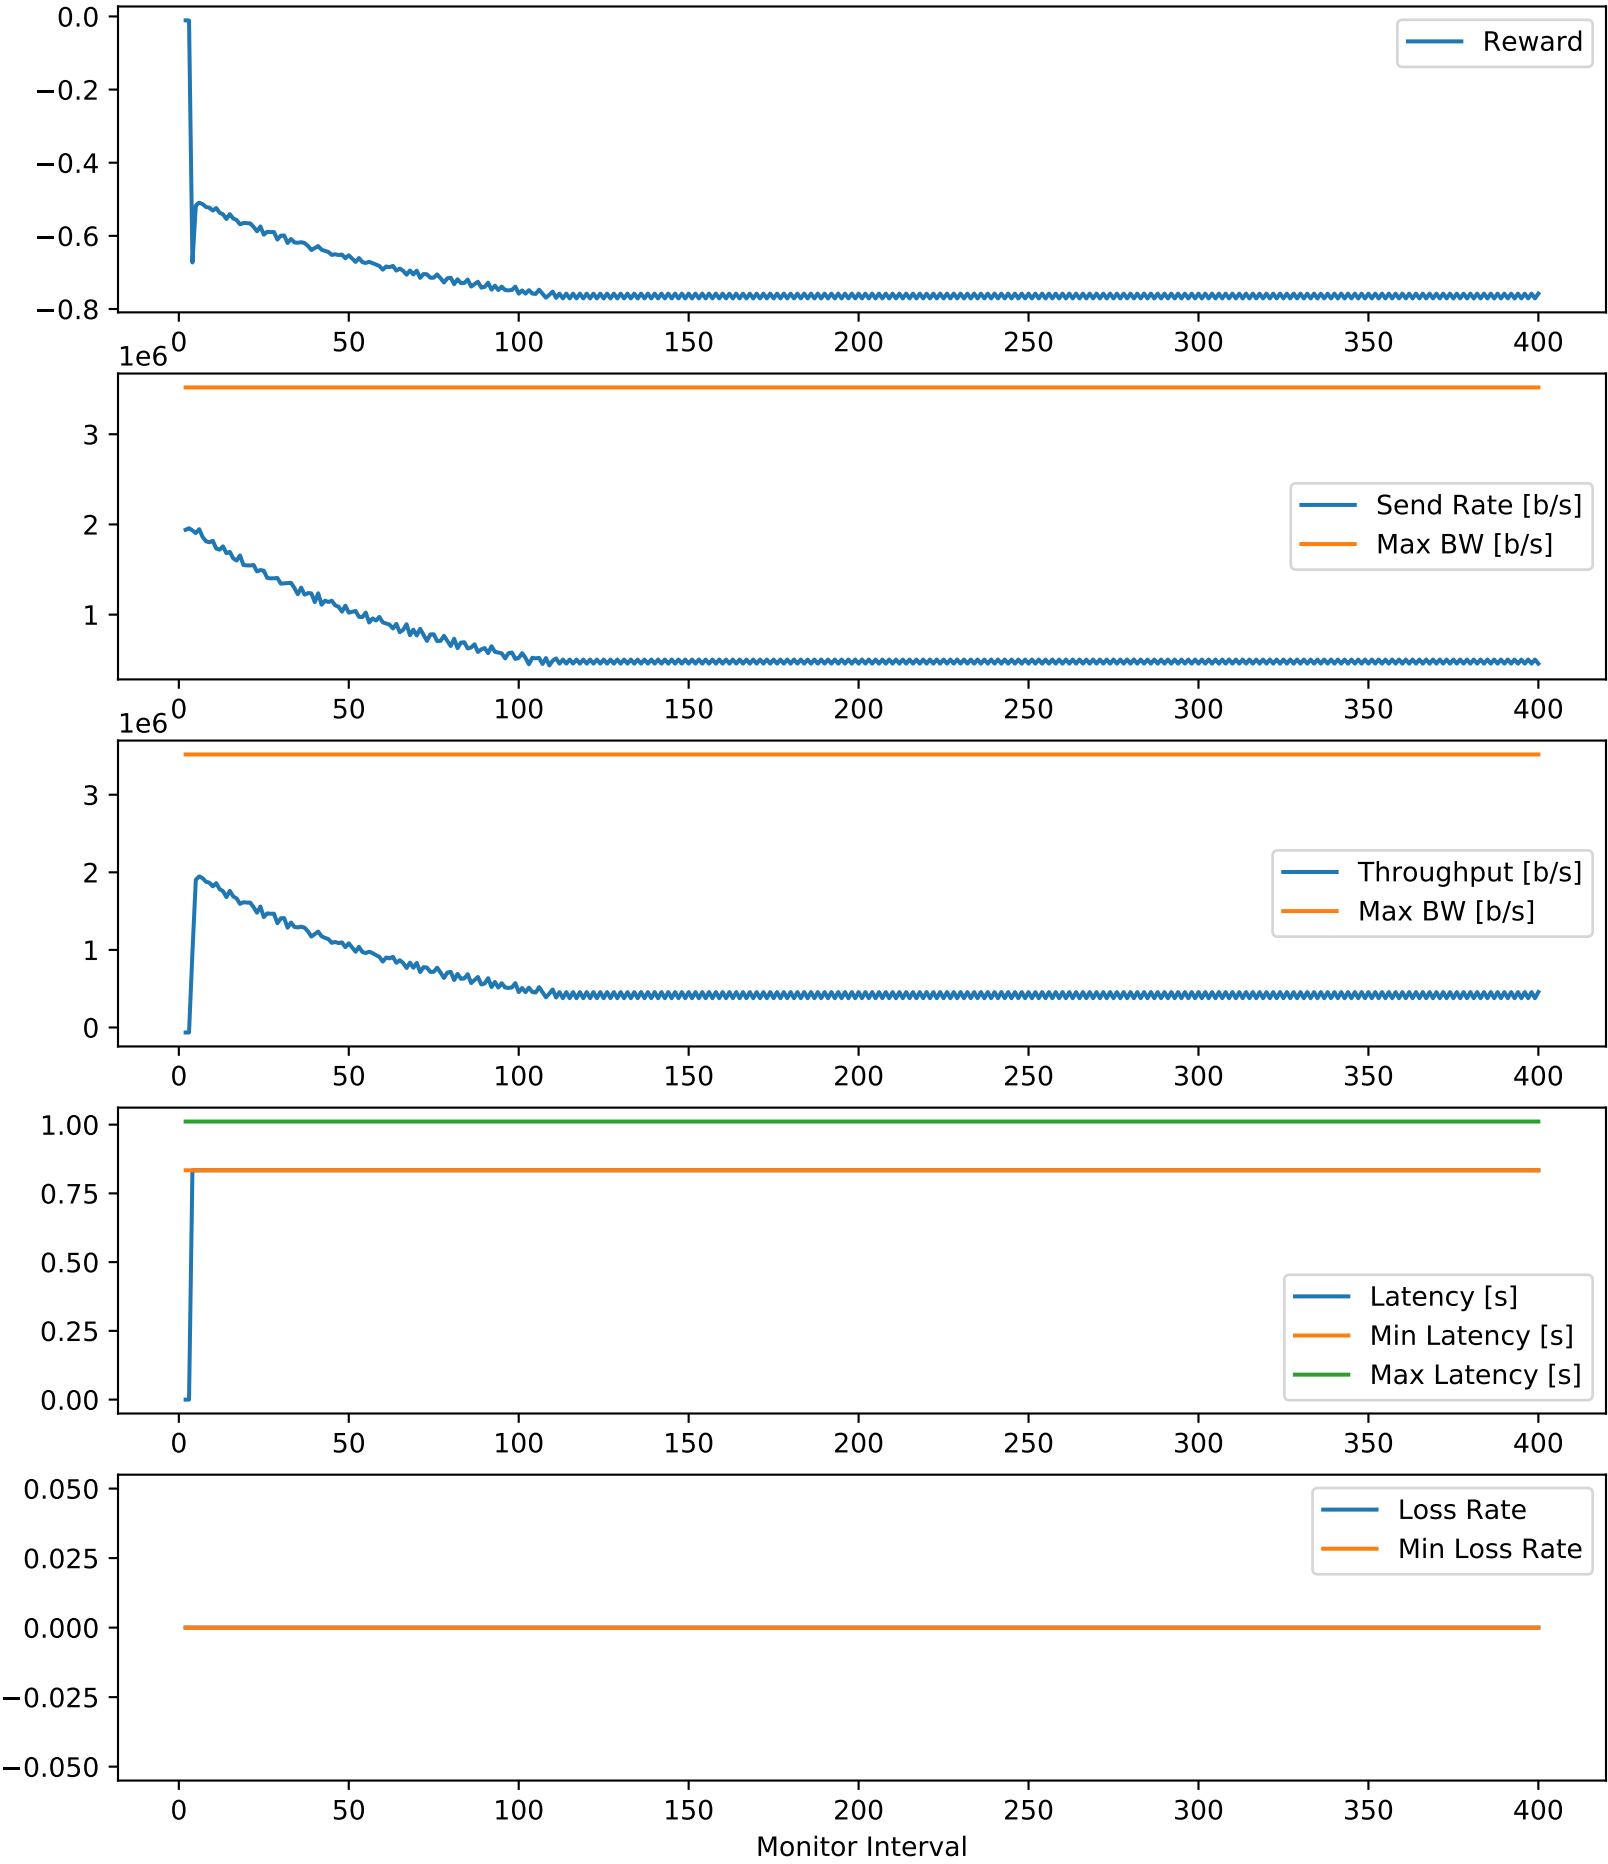 0.0
−0.2
−0.4
−0.6
−0.8
Reward
0 50 100 150 200 250 300 350 400
1e6
3
2
1
Send Rate [b/s]
Max BW [b/s]
0 50 100 150 200 250 300 350 400
1e6
3
2
1
0
Throughput [b/s]
Max BW [b/s]
0 50 100 150 200 250 300 350 400
1.00
0.75
0.50
0.25
0.00
Latency [s]
Min Latency [s]
Max Latency [s]
0 50 100 150 200 250 300 350 400
0.050
0.025
0.000
−0.025
−0.050
Loss Rate
Min Loss Rate
0 50 100 150 200 250 300 350 400
Monitor Interval